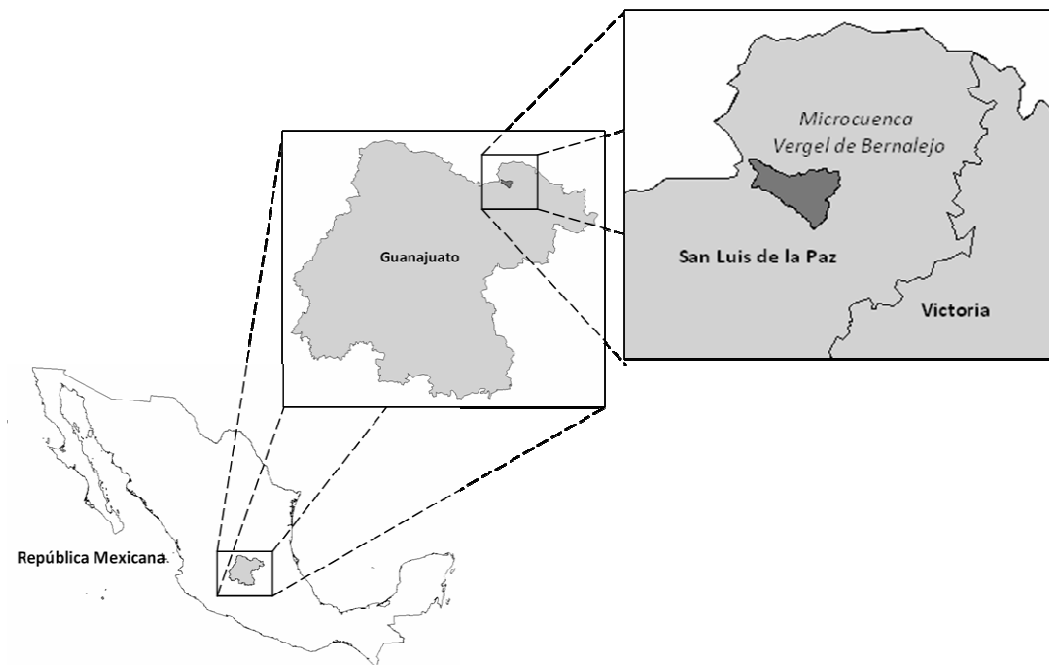 Microcuenca
Vergel de Bernalejo
Guanajuato
San Luis de la Paz
Victoria
República Mexicana